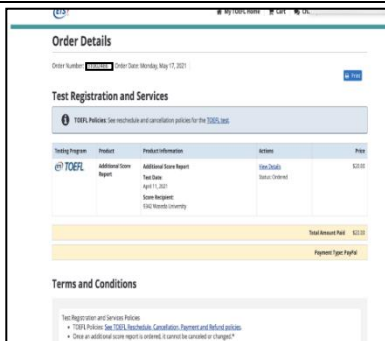 ETS
My TOEFL Home Cart
Order Details
Order Number: Order Date: Monday, May 17, 2021
Print
Test Registration and Services
TOEFL Policies: See reschedule and cancellation policies for the TOEFL test.
Testing Program Product Product Information Actions Price
TOEFL Additional Score Report Additional Score Report View Details $20.00
Test Date: Status: Ordered
April 11, 2021
Score Recipient:
Waseda University
Total Amount Paid $20.00
Payment Type: PayPal
Terms and Conditions
Test Registration and Services Policies
TOEFL Policies: See TOEFL Reschedule, Cancellation, Payment and Refund policies.
Once an additional score report is ordered, it cannot be canceled or changed.*